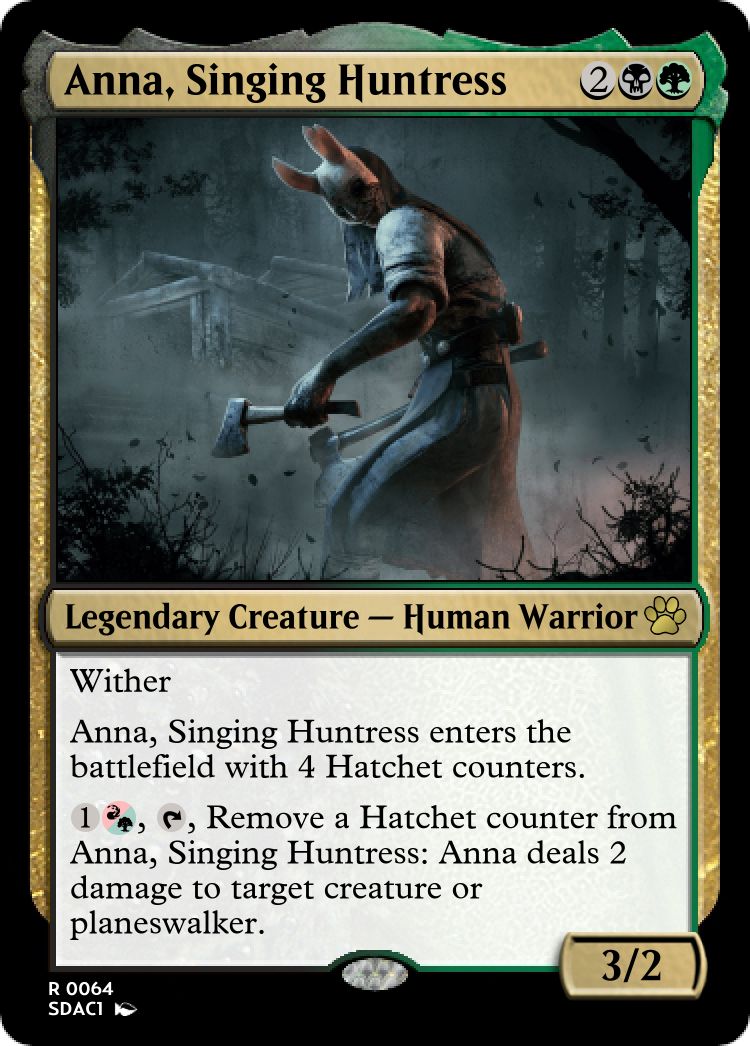 Anna, Singing Huntress 2
Legendary Creature — Human Warrior
Wither
Anna, Singing Huntress enters the
battlefield with 4 Hatchet counters.
1, , Remove a Hatchet counter from
Anna, Singing Huntress: Anna deals 2
damage to target creature or
planeswalker.
3/2
R 0064
SDAC1